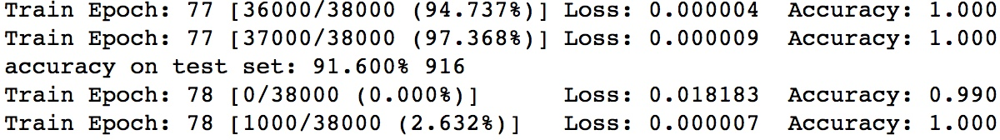 Train Epoch: 77 [36000/38000 (94.737%)] Loss: 0.000004  Accuracy: 1.000
Train Epoch: 77 [37000/38000 (97.368%)] Loss: 0.000009  Accuracy: 1.000
accuracy on test set: 91.600% 916
Train Epoch: 78 [0/38000 (0.000%)]      Loss: 0.018183  Accuracy: 0.990
Train Epoch: 78 [1000/38000 (2.632%)]   Loss: 0.000007  Accuracy: 1.000